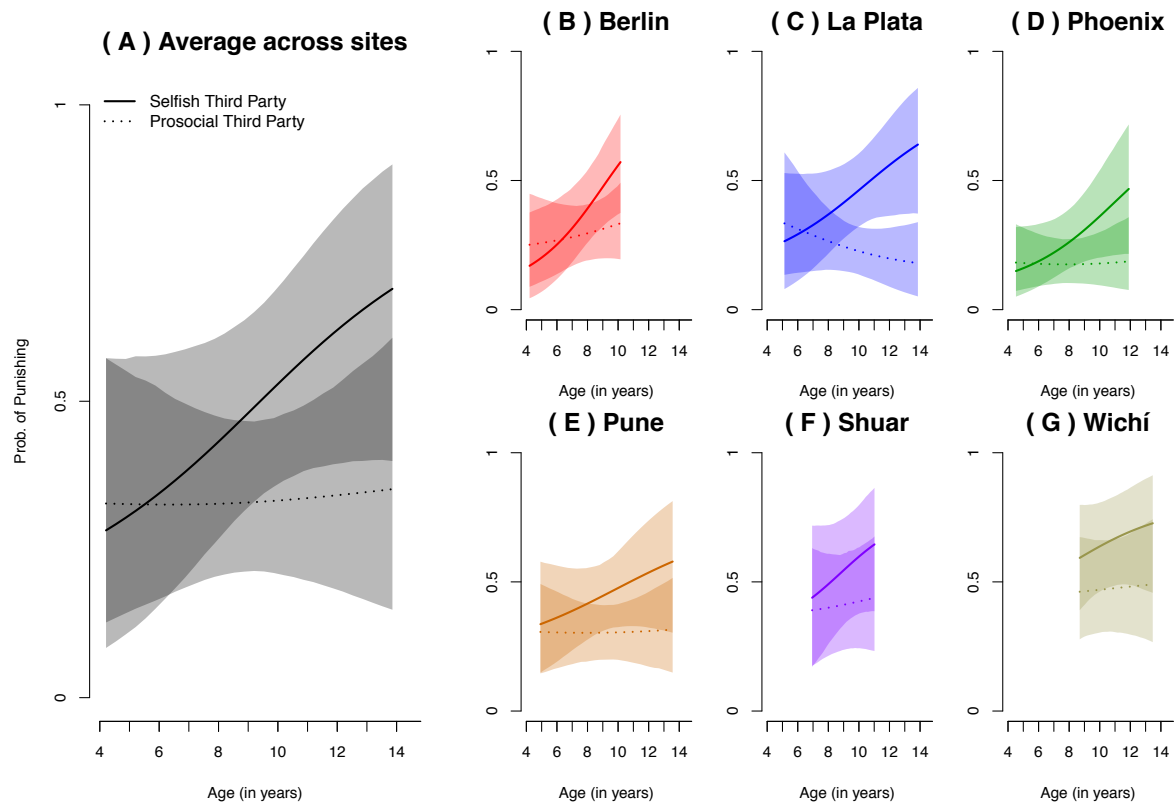 ( A ) Average across sites
Selfish Third Party
Prosocial Third Party
Prob. of Punishing
0
0.5
1
4 6 8 10 12 14
Age (in years)
( B ) Berlin
0
0.5
1
4 6 8 10 12 14
Age (in years)
( C ) La Plata
0
0.5
1
4 6 8 10 12 14
Age (in years)
( D ) Phoenix
0
0.5
1
4 6 8 10 12 14
Age (in years)
( E ) Pune
0
0.5
1
4 6 8 10 12 14
Age (in years)
( F ) Shuar
0
0.5
1
4 6 8 10 12 14
Age (in years)
( G ) Wichí
0
0.5
1
4 6 8 10 12 14
Age (in years)